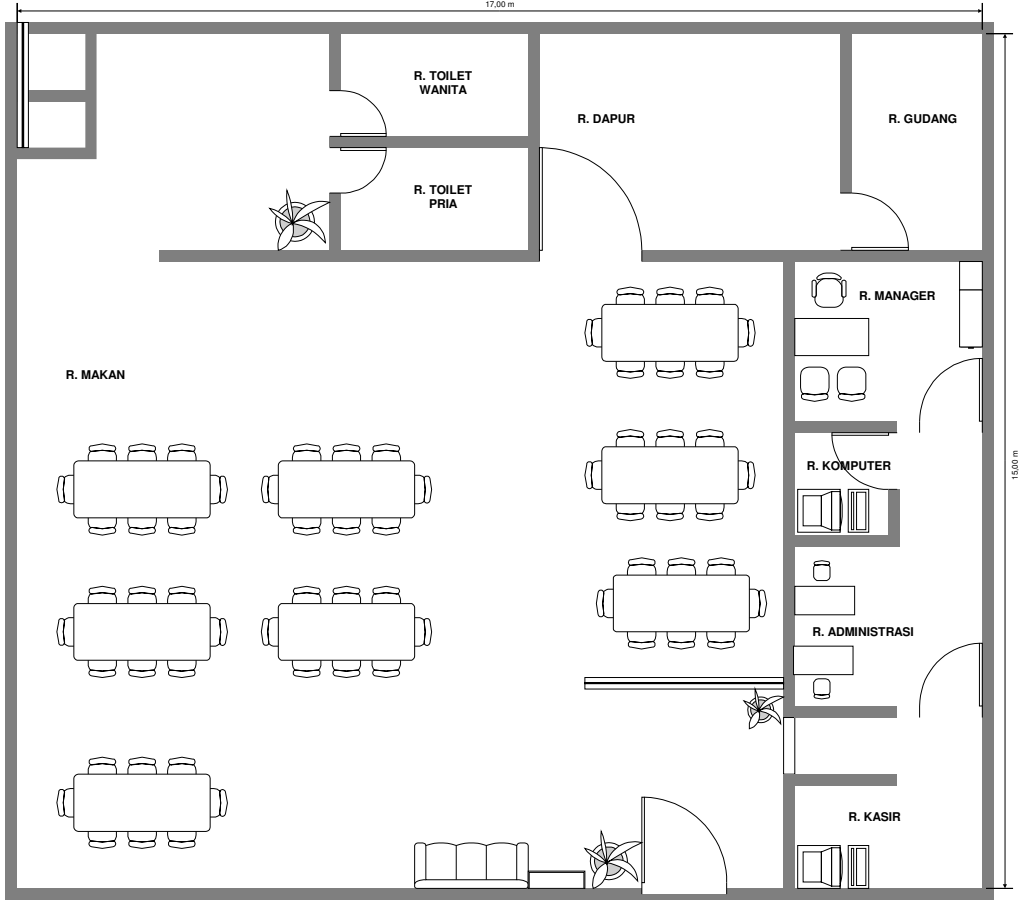 17,00 m
R. TOILET
WANITA
R. DAPUR
R. GUDANG
R. TOILET
PRIA
R. MANAGER
R. MAKAN
R. KOMPUTER
15,00 m
R. ADMINISTRASI
R. KASIR